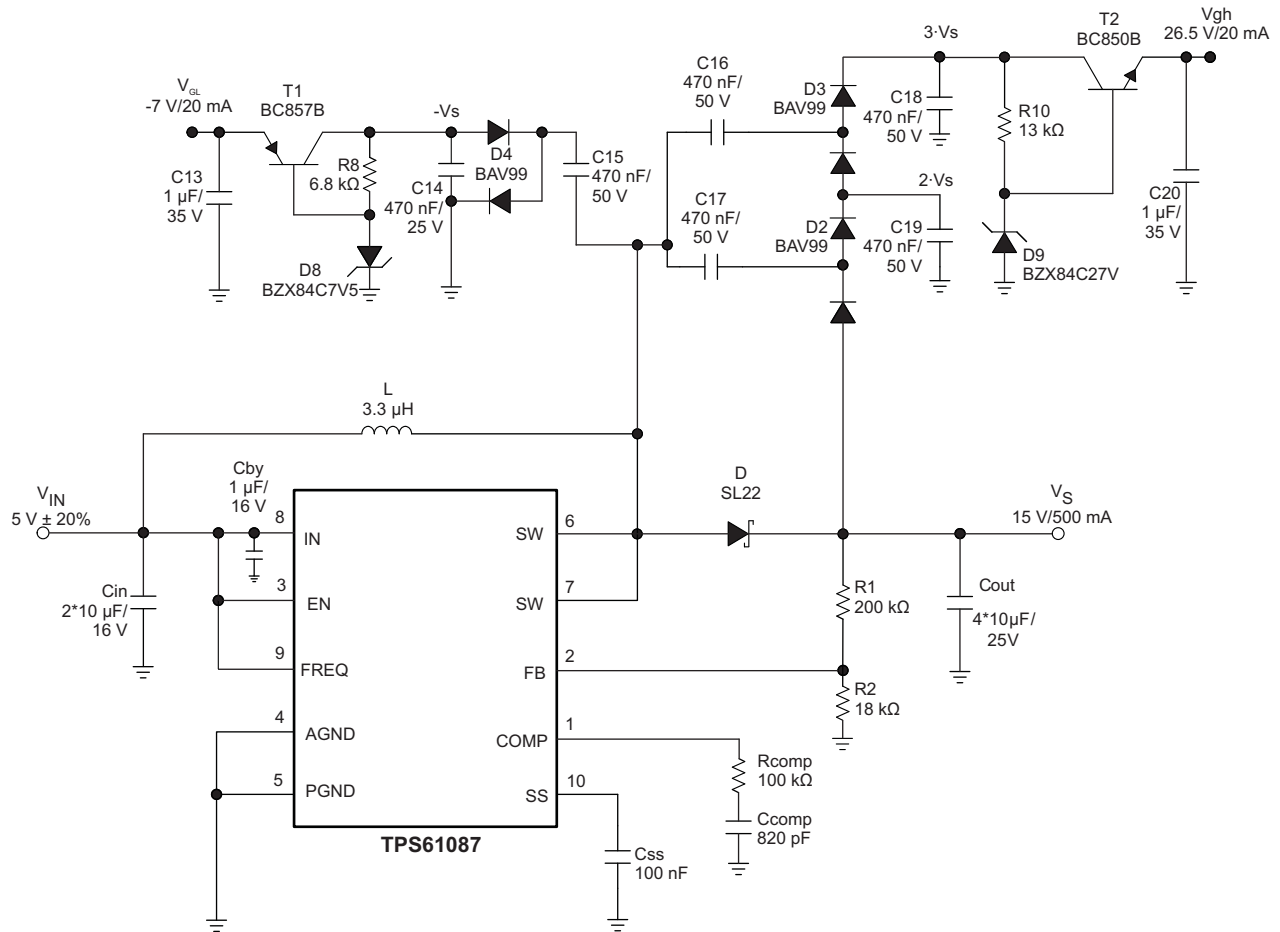 T2
BC850B
Vgh
26.5 V/20 mA
3·Vs
C16
470 nF/
50 V
D3
BAV99
C18
470 nF/
50 V
R10
13 kΩ
T1
BC857B
V_GL
-7 V/20 mA
-Vs
C13
1 µF/
35 V
R8
6.8 kΩ
C14
470 nF/
25 V
D4
BAV99
C15
470 nF/
50 V
C17
470 nF/
50 V
2·Vs
D2
BAV99
C19
470 nF/
50 V
C20
1 µF/
35 V
D8
BZX84C7V5
D9
BZX84C27V
L
3.3 µH
Cby
1 µF/
16 V
V_IN
5 V ± 20%
D
SL22
V_S
15 V/500 mA
8
IN
SW
6
3
EN
SW
7
Cin
2*10 µF/
16 V
R1
200 kΩ
Cout
4*10µF/
25V
9
FREQ
FB
2
R2
18 kΩ
4
AGND
COMP
1
Rcomp
100 kΩ
5
PGND
SS
10
Ccomp
820 pF
TPS61087
Css
100 nF